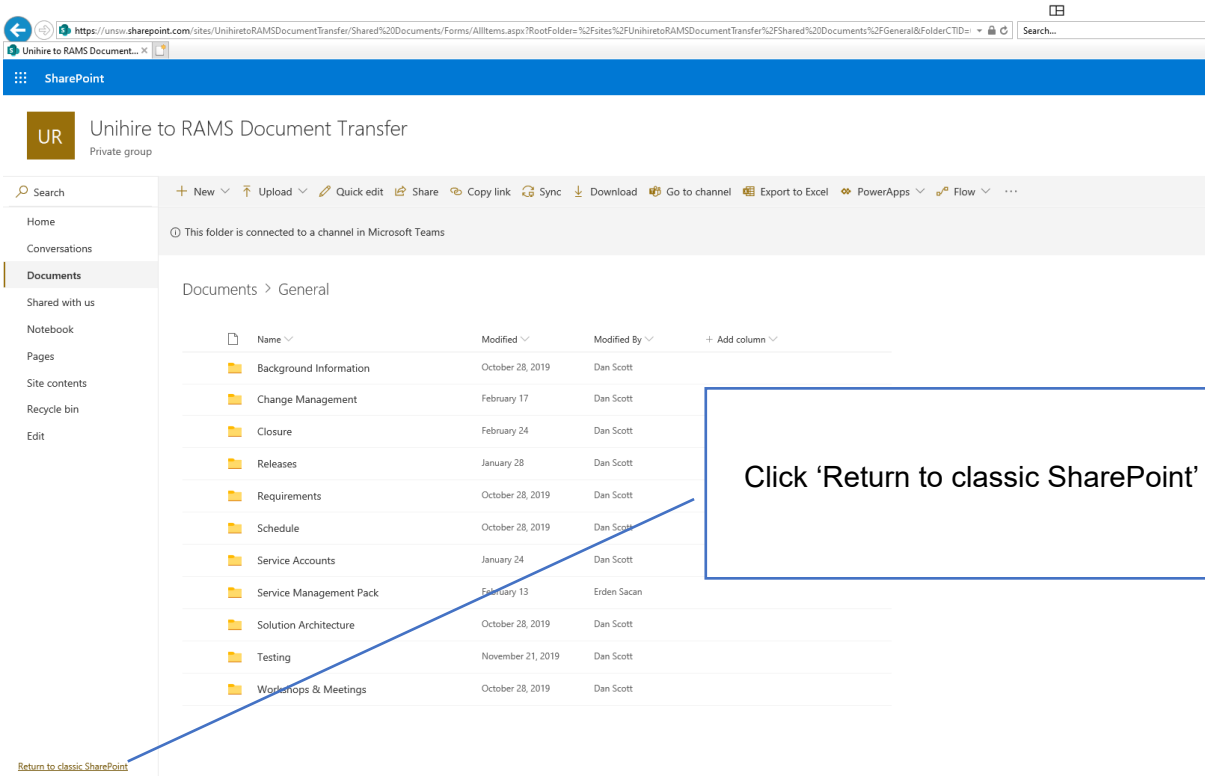 https://unsw.sharepoint.com/sites/UnihiretoRAMSDocumentTransfer/Shared%20Documents/Forms/AllItems.aspx?RootFolder=%2Fsites%2FUnihiretoRAMSDocumentTransfer%2FShared%20Documents%2FGeneral&FolderCTID= Search...
Unihire to RAMS Document...
SharePoint
UR Unihire to RAMS Document Transfer
Private group
Search New Upload Quick edit Share Copy link Sync Download Go to channel Export to Excel PowerApps Flow ...
Home
This folder is connected to a channel in Microsoft Teams
Conversations
Documents
Shared with us
Notebook
Pages
Site contents
Recycle bin
Edit
Documents > General
Name Modified Modified By + Add column
Background Information October 28, 2019 Dan Scott
Change Management February 17 Dan Scott
Closure February 24 Dan Scott
Releases January 28 Dan Scott
Requirements October 28, 2019 Dan Scott
Schedule October 28, 2019 Dan Scott
Service Accounts January 24 Dan Scott
Service Management Pack February 13 Erden Sacan
Solution Architecture October 28, 2019 Dan Scott
Testing November 21, 2019 Dan Scott
Workshops & Meetings October 28, 2019 Dan Scott
Click ‘Return to classic SharePoint’
Return to classic SharePoint